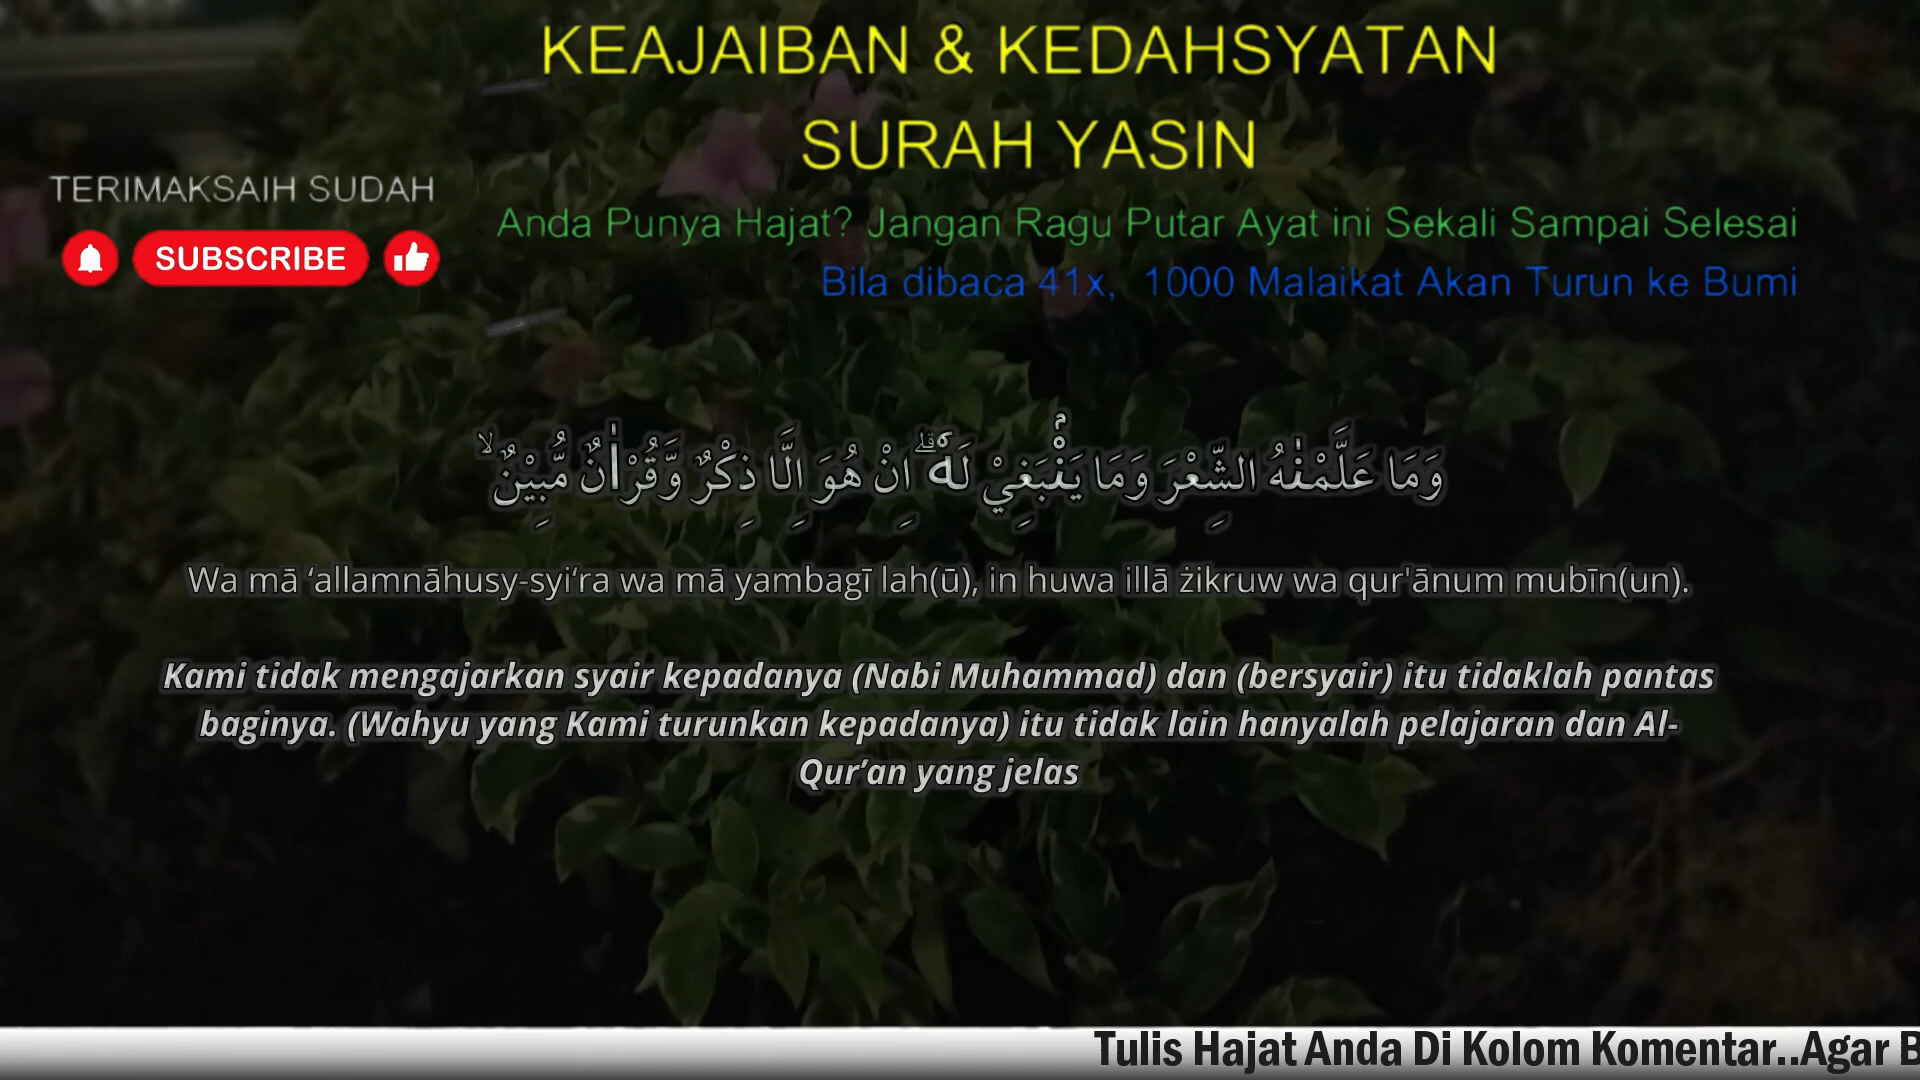 KEAJAIBAN & KEDAHSYATAN
SURAH YASIN
TERIMAKSAIH SUDAH
SUBSCRIBE
Anda Punya Hajat? Jangan Ragu Putar Ayat ini Sekali Sampai Selesai
Bila dibaca 41x, 1000 Malaikat Akan Turun ke Bumi
وَمَا عَلَّمْنٰهُ الشِّعْرَ وَمَا يَنْۢبَغِيْ لَهٗ ۗاِنْ هُوَ اِلَّا ذِكْرٌ وَّقُرْاٰنٌ مُّبِيْنٌ ۙ
Wa mā ‘allamnāhusy-syi‘ra wa mā yambagī lah(ū), in huwa illā żikruw wa qur'ānum mubīn(un).
Kami tidak mengajarkan syair kepadanya (Nabi Muhammad) dan (bersyair) itu tidaklah pantas
baginya. (Wahyu yang Kami turunkan kepadanya) itu tidak lain hanyalah pelajaran dan Al-
Qur’an yang jelas
Tulis Hajat Anda Di Kolom Komentar..Agar B